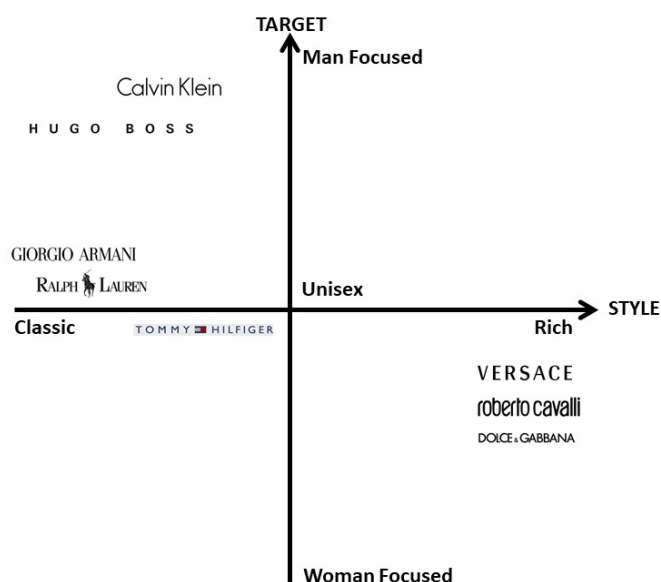 TARGET
Man Focused
Calvin Klein
HUGO BOSS
GIORGIO ARMANI
RALPH LAUREN
Unisex
STYLE
Classic
TOMMY HILFIGER
Rich
VERSACE
roberto cavalli
DOLCE & GABBANA
Woman Focused